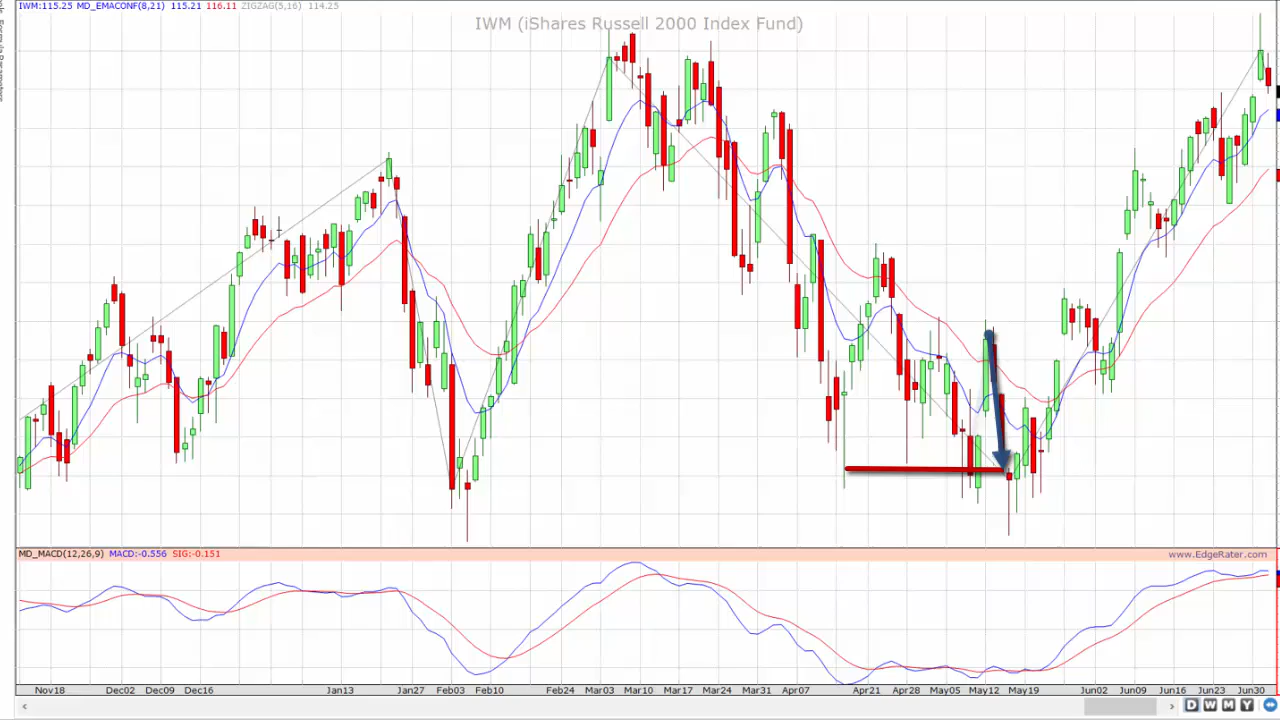 IWM:115.25 MD_EMACONF(8,21) 115.21 116.11 ZIGZAG(5,16) 114.25
IWM (iShares Russell 2000 Index Fund)
MD_MACD(12,26,9) MACD:-0.556 SIG:-0.151
www.EdgeRater.com
Nov18 Dec02 Dec09 Dec16 Jan13 Jan27 Feb03 Feb10 Feb24 Mar03 Mar10 Mar17 Mar24 Mar31 Apr07 Apr21 Apr28 May05 May12 May19 Jun02 Jun09 Jun16 Jun23 Jun30
D W M Y